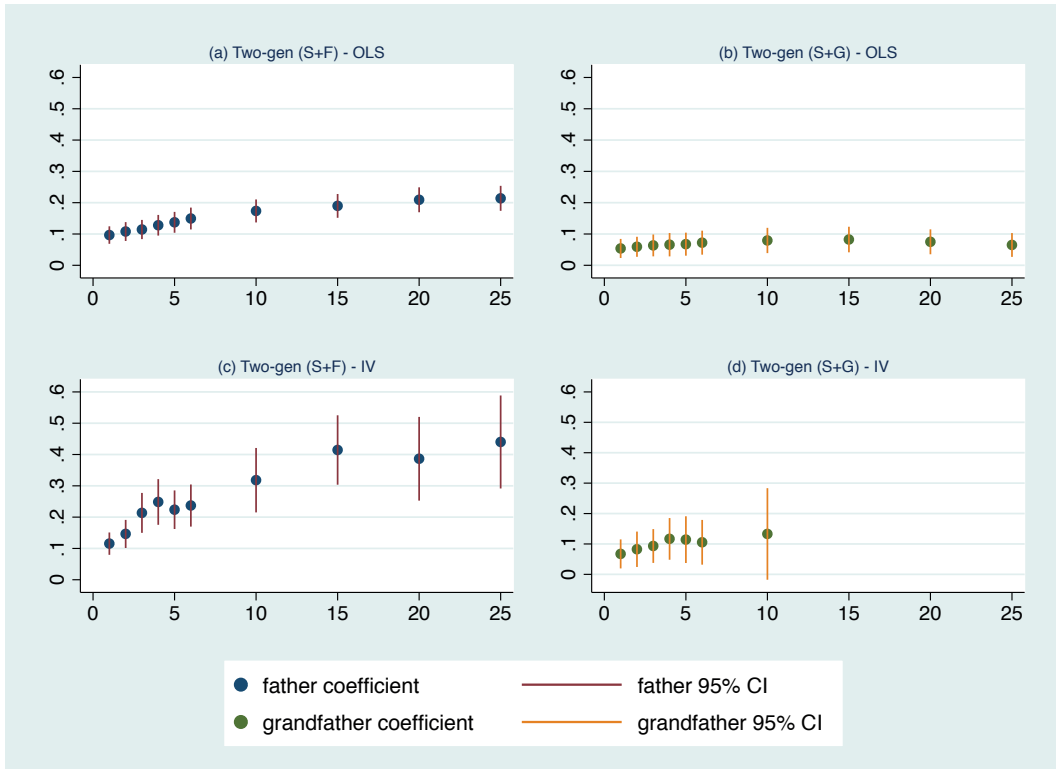 (a) Two-gen (S+F) - OLS
.6
.5
.4
.3
.2
.1
0
0 5 10 15 20 25
(b) Two-gen (S+G) - OLS
.6
.5
.4
.3
.2
.1
0
0 5 10 15 20 25
(c) Two-gen (S+F) - IV
.6
.5
.4
.3
.2
.1
0
0 5 10 15 20 25
(d) Two-gen (S+G) - IV
.6
.5
.4
.3
.2
.1
0
0 5 10 15 20 25
father coefficient
father 95% CI
grandfather coefficient
grandfather 95% CI